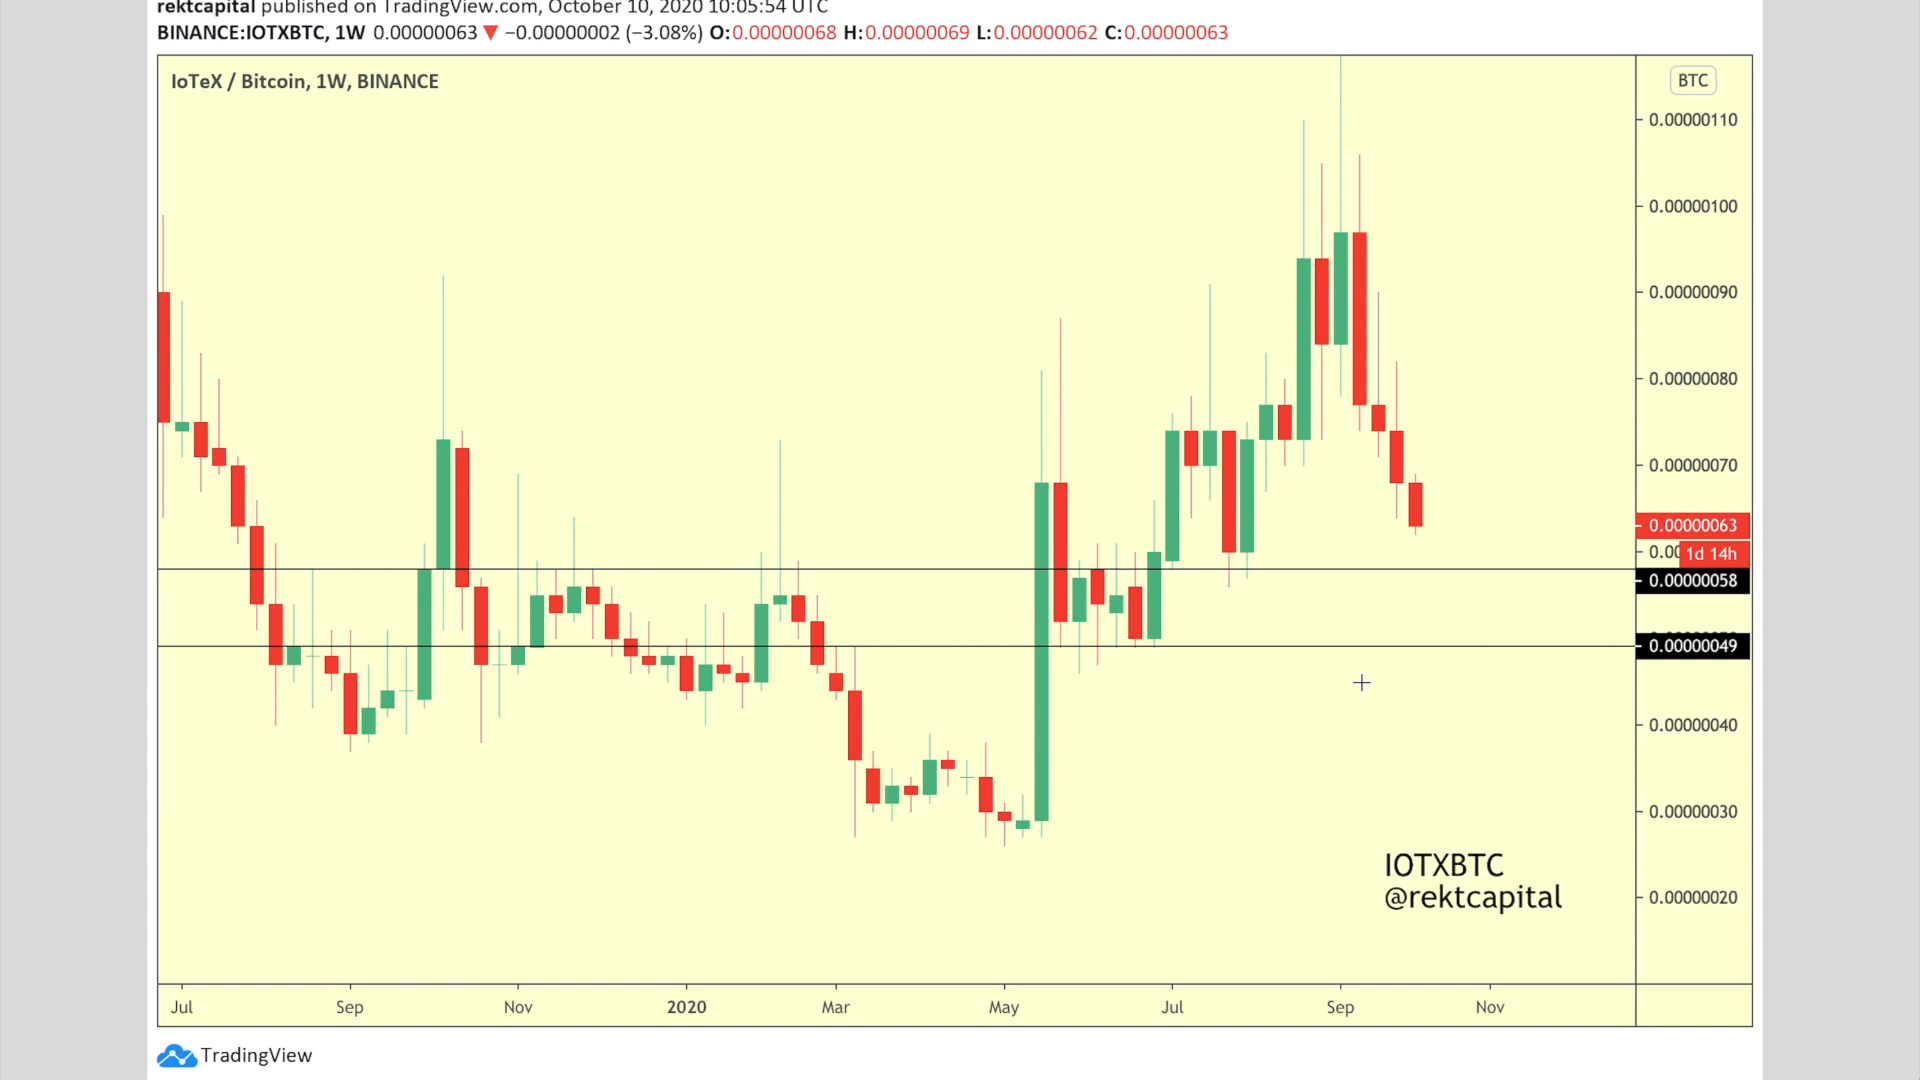 rektcapital published on TradingView.com, October 10, 2020 10:05:54 UTC
BINANCE:IOTXBTC, 1W 0.00000063 ▼ −0.00000002 (−3.08%) O:0.00000068 H:0.00000069 L:0.00000062 C:0.00000063
IoTeX / Bitcoin, 1W, BINANCE
BTC
0.00000110
0.00000100
0.00000090
0.00000080
0.00000070
0.00000063
1d 14h
0.00000058
0.00000049
0.00000040
0.00000030
0.00000020
IOTXBTC
@rektcapital
Jul Sep Nov 2020 Mar May Jul Sep Nov
TradingView